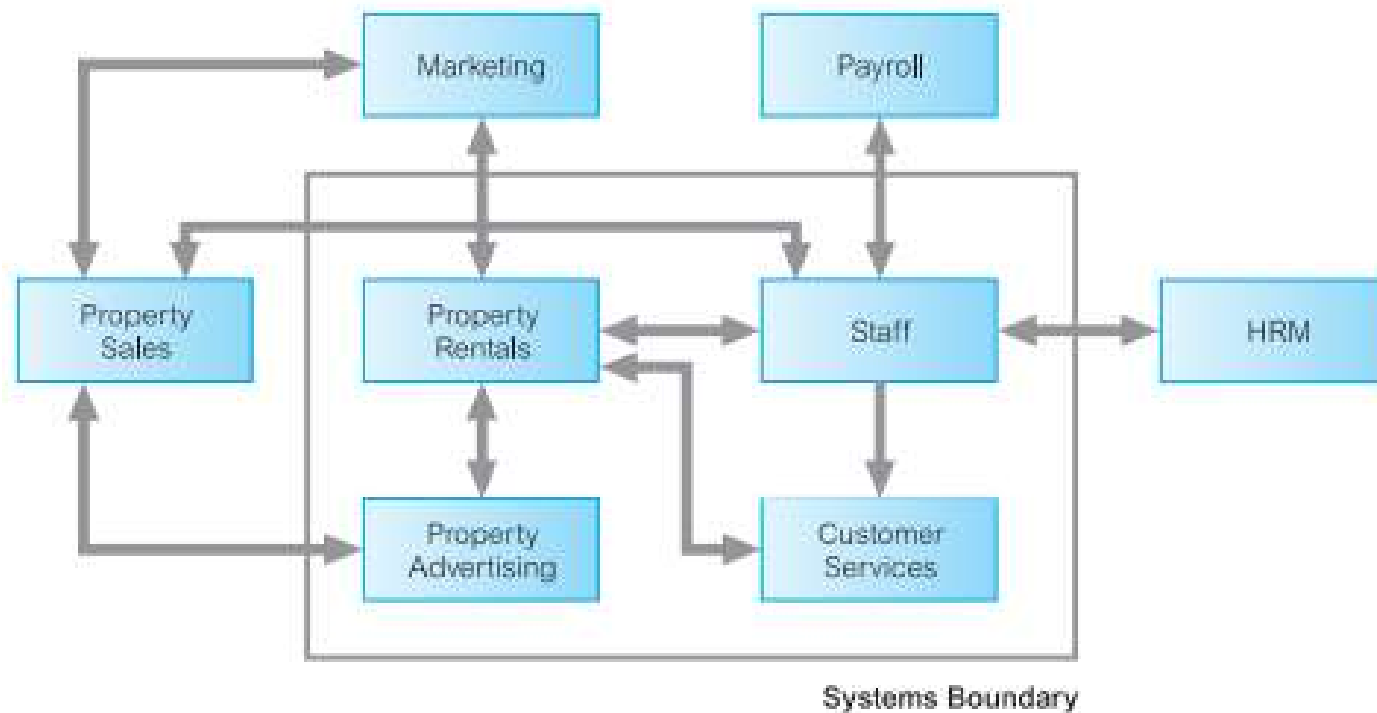 Marketing
Payroll
Property
Sales
Property
Rentals
Staff
HRM
Property
Advertising
Customer
Services
Systems Boundary